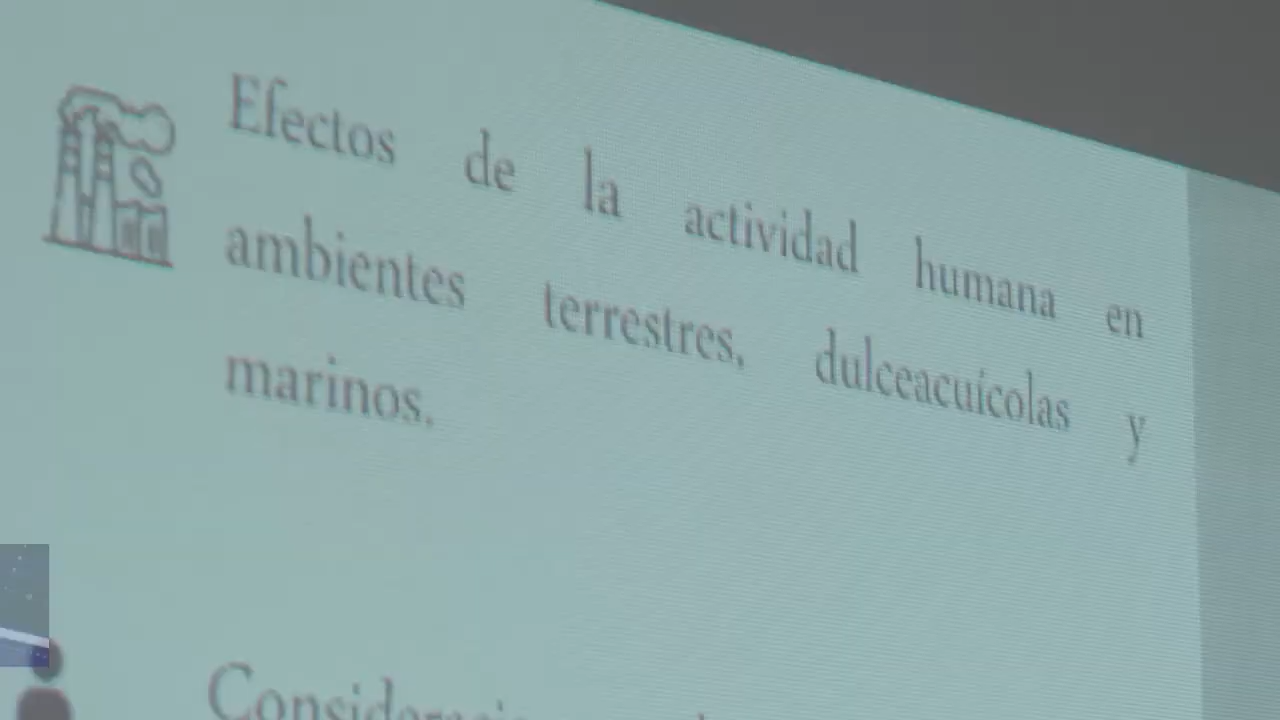 Efectos de la actividad humana en
ambientes terrestres, dulceacuícolas y
marinos.